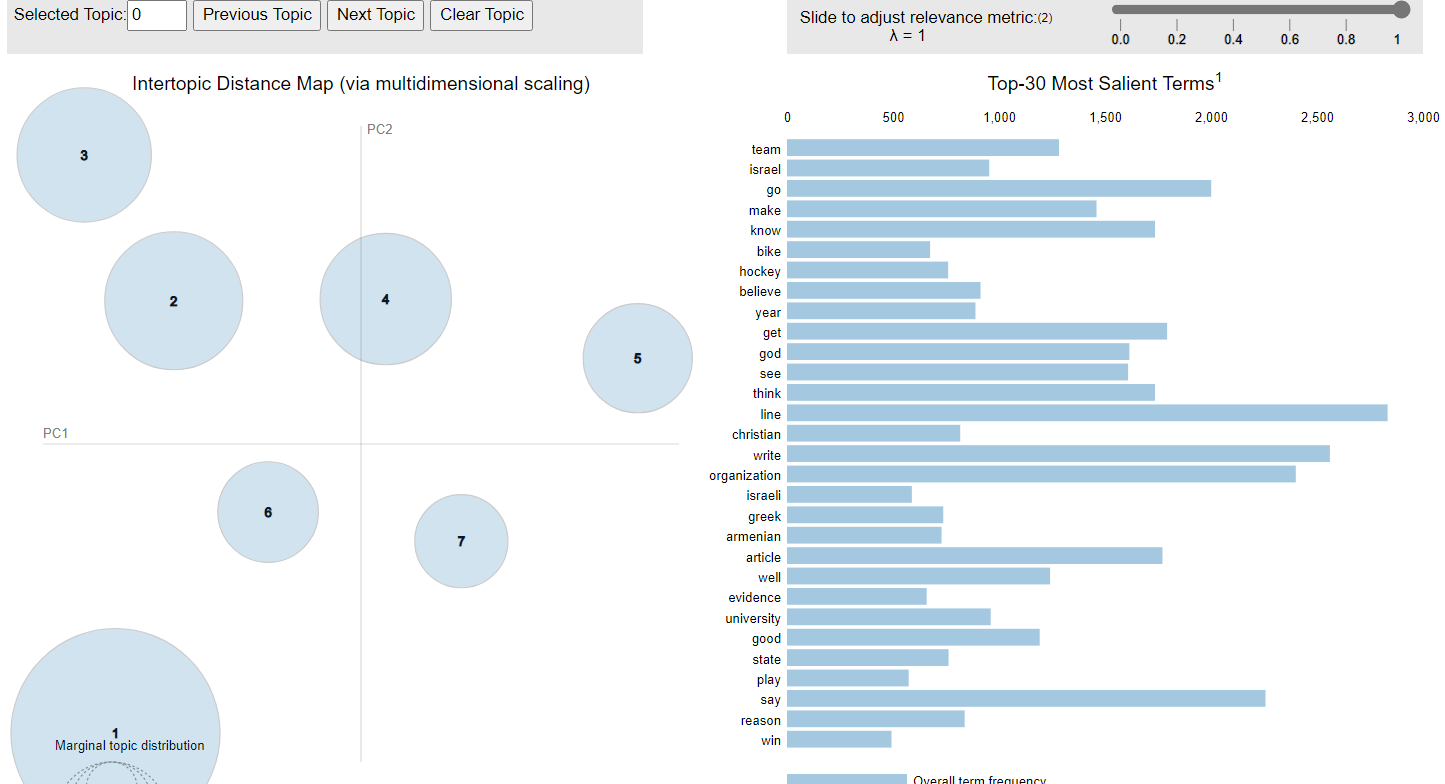 Selected Topic: 0 Previous Topic Next Topic Clear Topic
Slide to adjust relevance metric:(2)
λ = 1
0.0 0.2 0.4 0.6 0.8 1
Intertopic Distance Map (via multidimensional scaling)
PC2
PC1
3
2
4
5
6
7
1
Marginal topic distribution
Top-30 Most Salient Terms1
0 500 1,000 1,500 2,000 2,500 3,000
team
israel
go
make
know
bike
hockey
believe
year
get
god
see
think
line
christian
write
organization
israeli
greek
armenian
article
well
evidence
university
good
state
play
say
reason
win
Overall term frequency